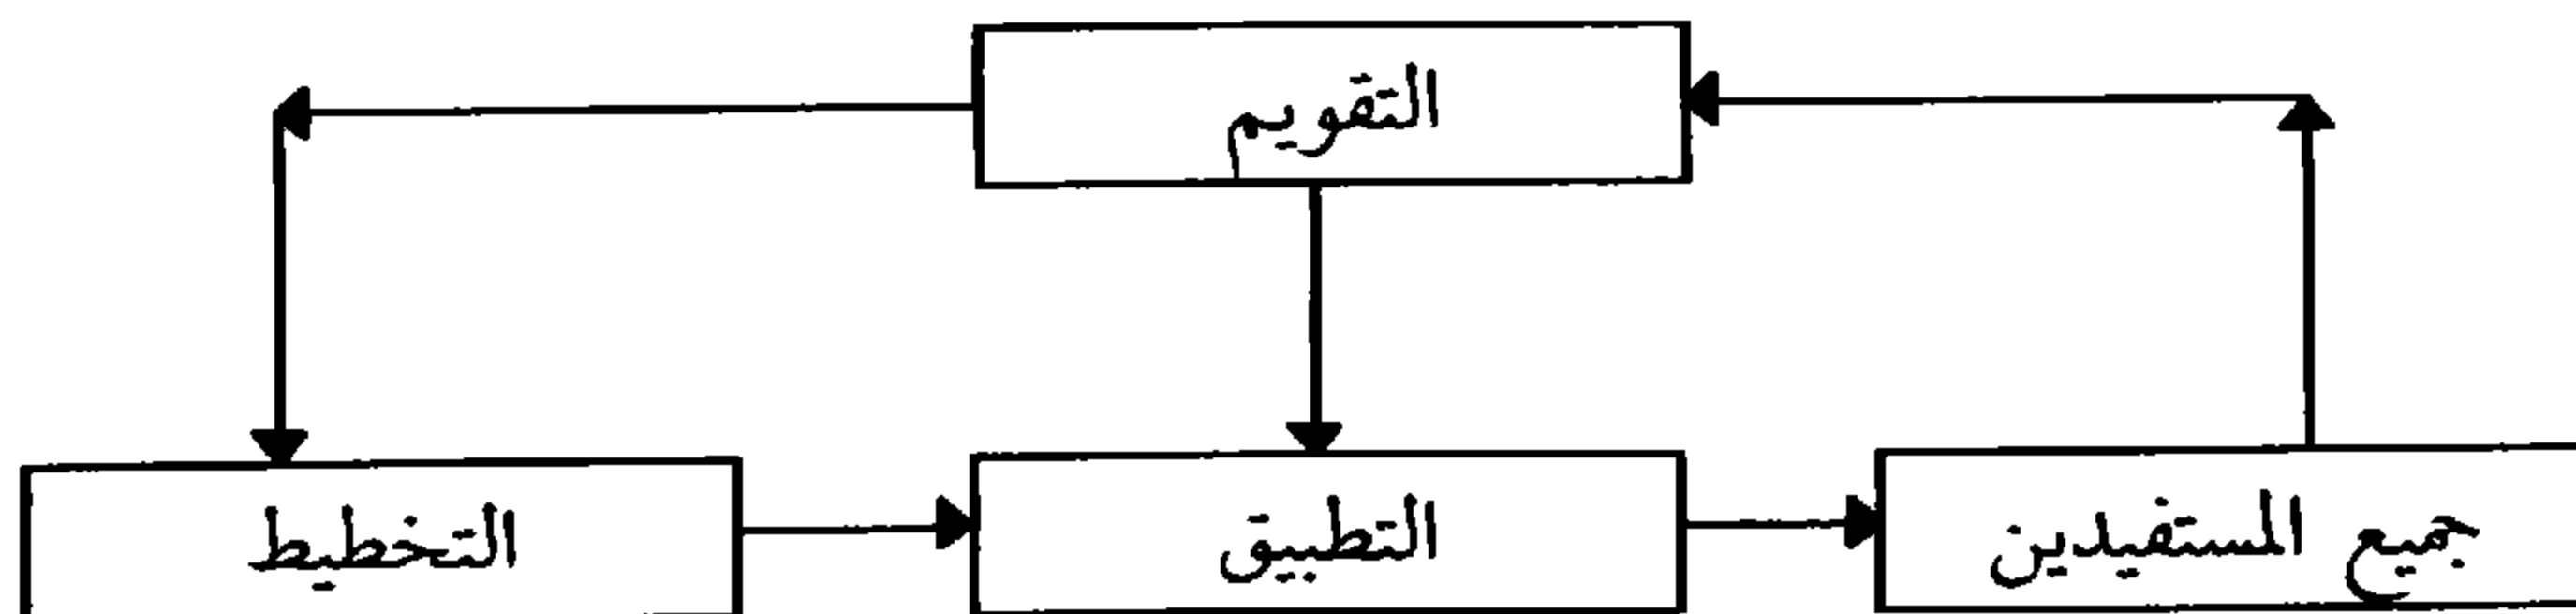 التقويم
جميع المستفيدين
التطبيق
التخطيط